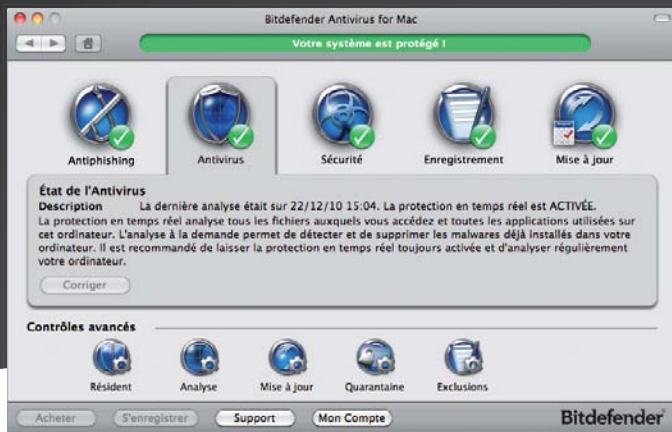 Bitdefender Antivirus for Mac
Votre système est protégé !
Antiphishing
Antivirus
Sécurité
Enregistrement
Mise à jour
État de l'Antivirus
Description La dernière analyse était sur 22/12/10 15:04. La protection en temps réel est ACTIVÉE.
La protection en temps réel analyse tous les fichiers auxquels vous accédez et toutes les applications utilisées sur
cet ordinateur. L'analyse à la demande permet de détecter et de supprimer les malwares déjà installés dans votre
ordinateur. Il est recommandé de laisser la protection en temps réel toujours activée et d'analyser régulièrement
votre ordinateur.
Corriger
Contrôles avancés
Résident
Analyse
Mise à jour
Quarantaine
Exclusions
Acheter
S'enregistrer
Support
Mon Compte
Bitdefender